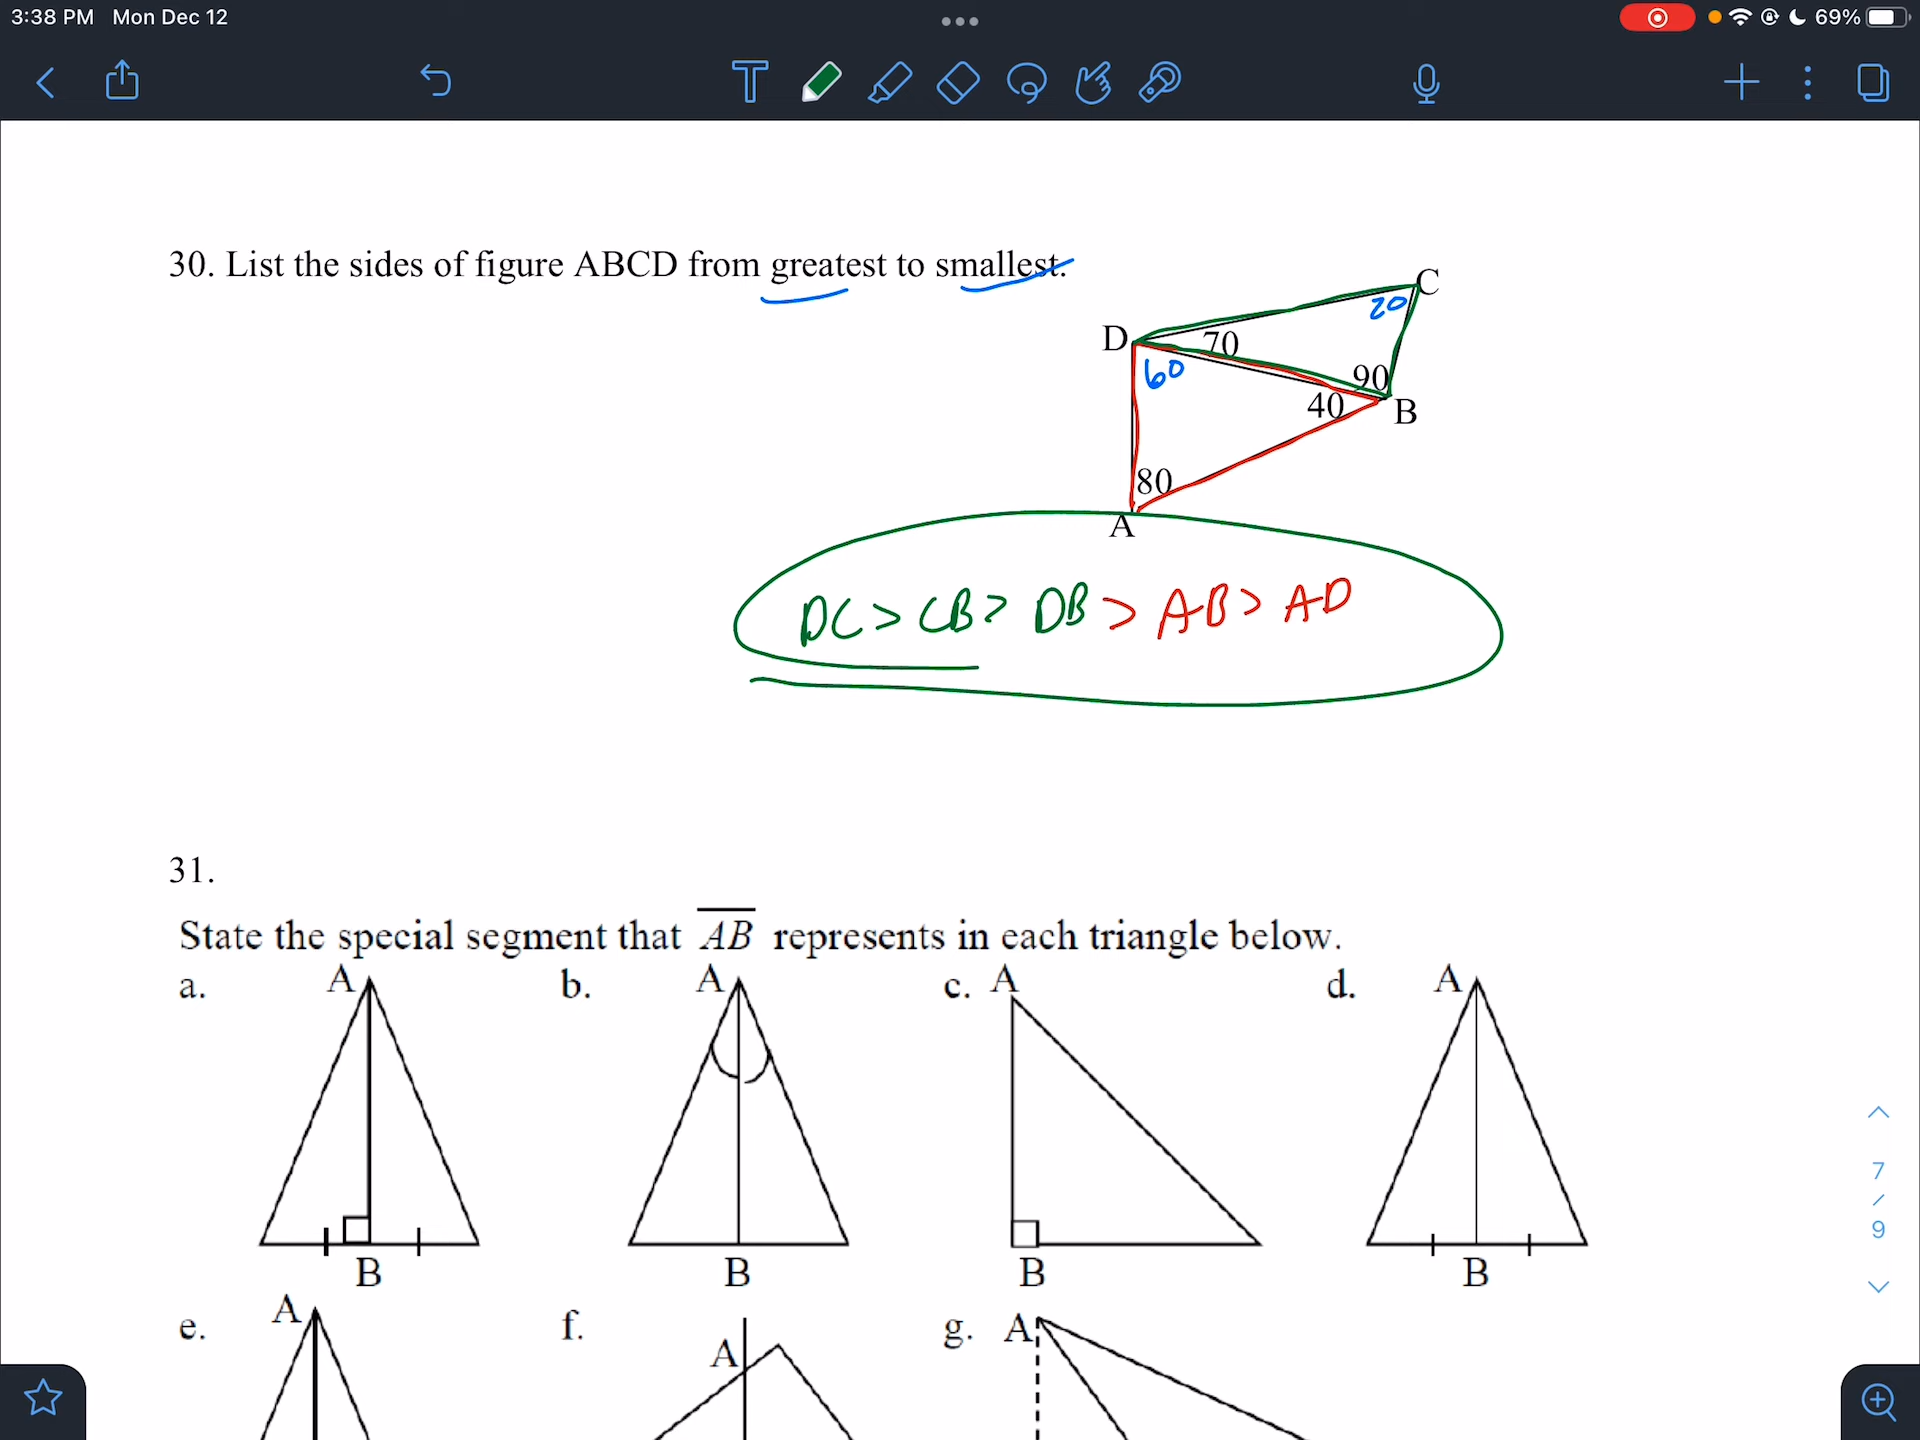 3:38 PM Mon Dec 12
69%
30. List the sides of figure ABCD from greatest to smallest.
C
20
D
70
60
90
40
B
80
A
DC > CB > DB > AB > AD
31.
State the special segment that AB represents in each triangle below.
a. A b. A c. A d. A
B B B B
7
/
9
e. A f. A g. A